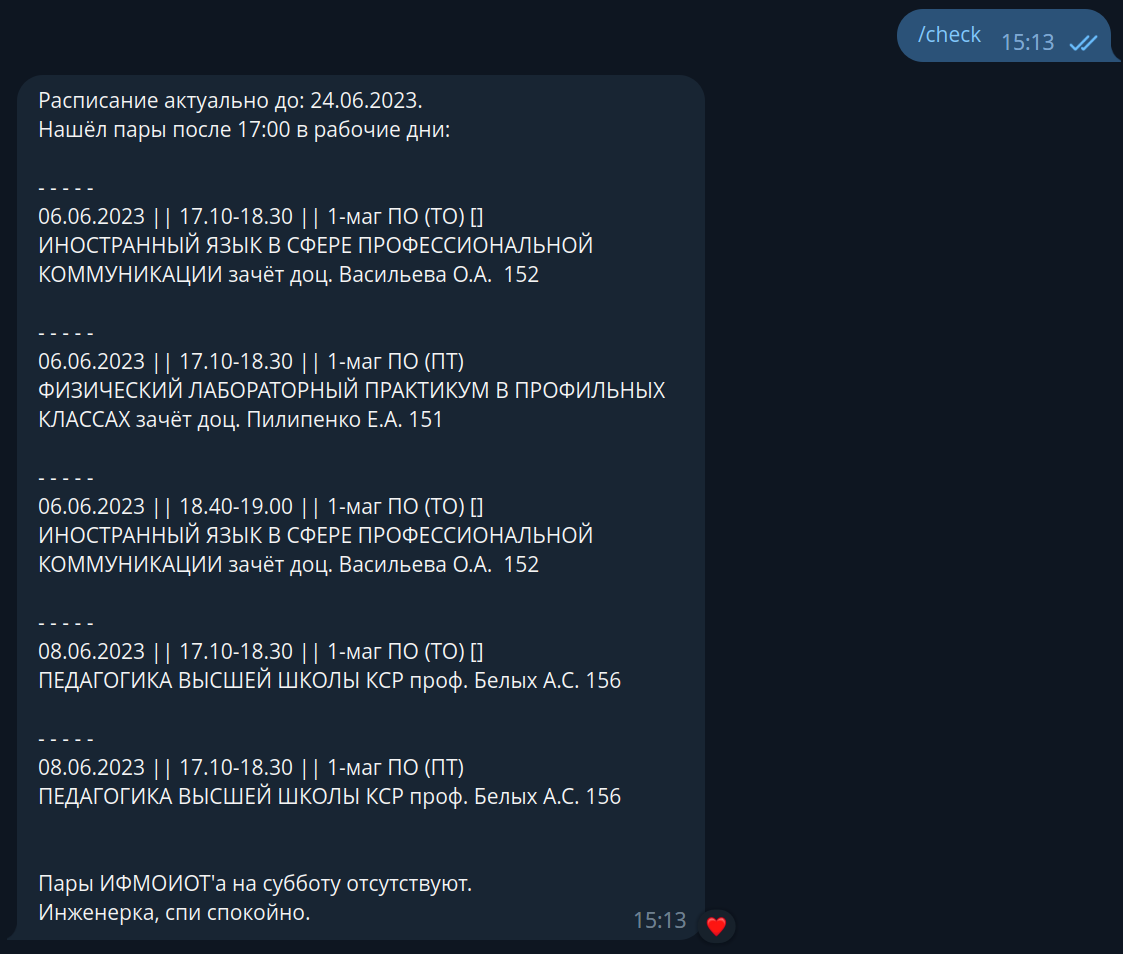 /check 15:13
Расписание актуально до: 24.06.2023.
Нашёл пары после 17:00 в рабочие дни:
- - - - -
06.06.2023 || 17.10-18.30 || 1-маг ПО (ТО) []
ИНОСТРАННЫЙ ЯЗЫК В СФЕРЕ ПРОФЕССИОНАЛЬНОЙ
КОММУНИКАЦИИ зачёт доц. Васильева О.А.  152
- - - - -
06.06.2023 || 17.10-18.30 || 1-маг ПО (ПТ)
ФИЗИЧЕСКИЙ ЛАБОРАТОРНЫЙ ПРАКТИКУМ В ПРОФИЛЬНЫХ
КЛАССАХ зачёт доц. Пилипенко Е.А. 151
- - - - -
06.06.2023 || 18.40-19.00 || 1-маг ПО (ТО) []
ИНОСТРАННЫЙ ЯЗЫК В СФЕРЕ ПРОФЕССИОНАЛЬНОЙ
КОММУНИКАЦИИ зачёт доц. Васильева О.А.  152
- - - - -
08.06.2023 || 17.10-18.30 || 1-маг ПО (ТО) []
ПЕДАГОГИКА ВЫСШЕЙ ШКОЛЫ КСР проф. Белых А.С. 156
- - - - -
08.06.2023 || 17.10-18.30 || 1-маг ПО (ПТ)
ПЕДАГОГИКА ВЫСШЕЙ ШКОЛЫ КСР проф. Белых А.С. 156
Пары ИФМОИОТ'а на субботу отсутствуют.
Инженерка, спи спокойно.
15:13